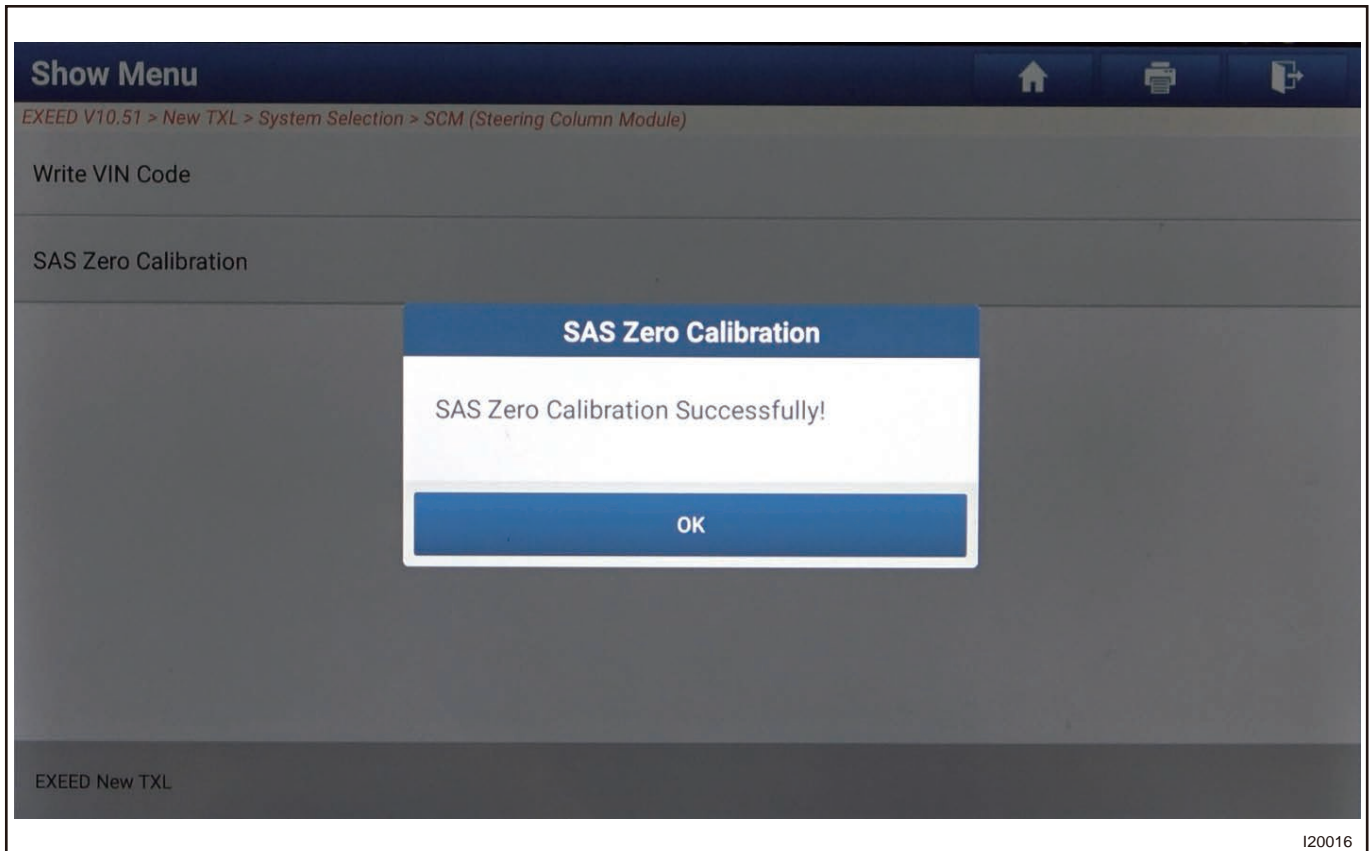 Show Menu
EXEED V10.51 > New TXL > System Selection > SCM (Steering Column Module)
Write VIN Code
SAS Zero Calibration
SAS Zero Calibration
SAS Zero Calibration Successfully!
OK
EXEED New TXL
I20016